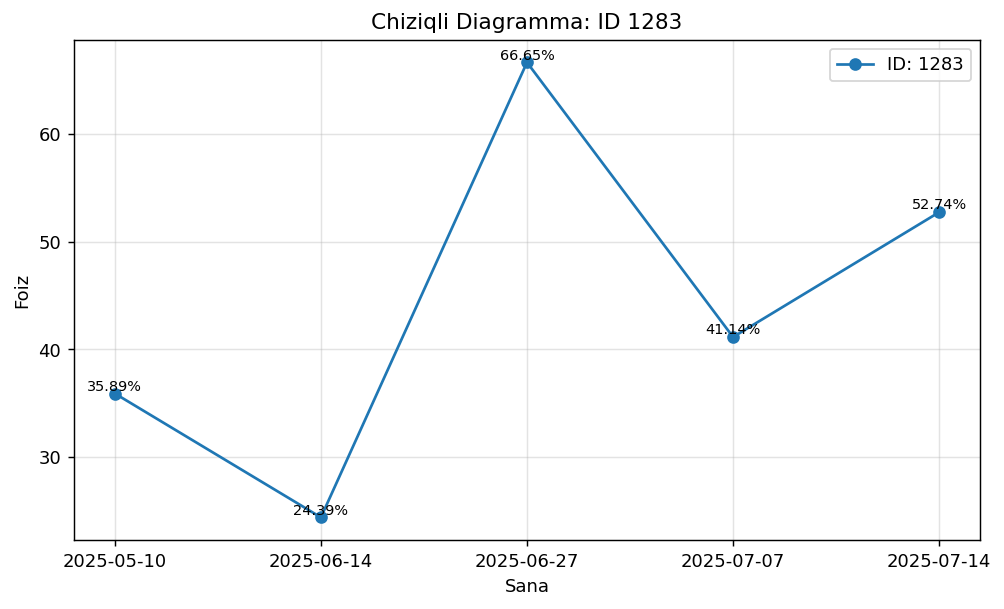 Chiziqli Diagramma: ID 1283
ID: 1283
66.65%
60
52.74%
50
Foiz
41.14%
40
35.89%
30
24.39%
2025-05-10 2025-06-14 2025-06-27 2025-07-07 2025-07-14
Sana